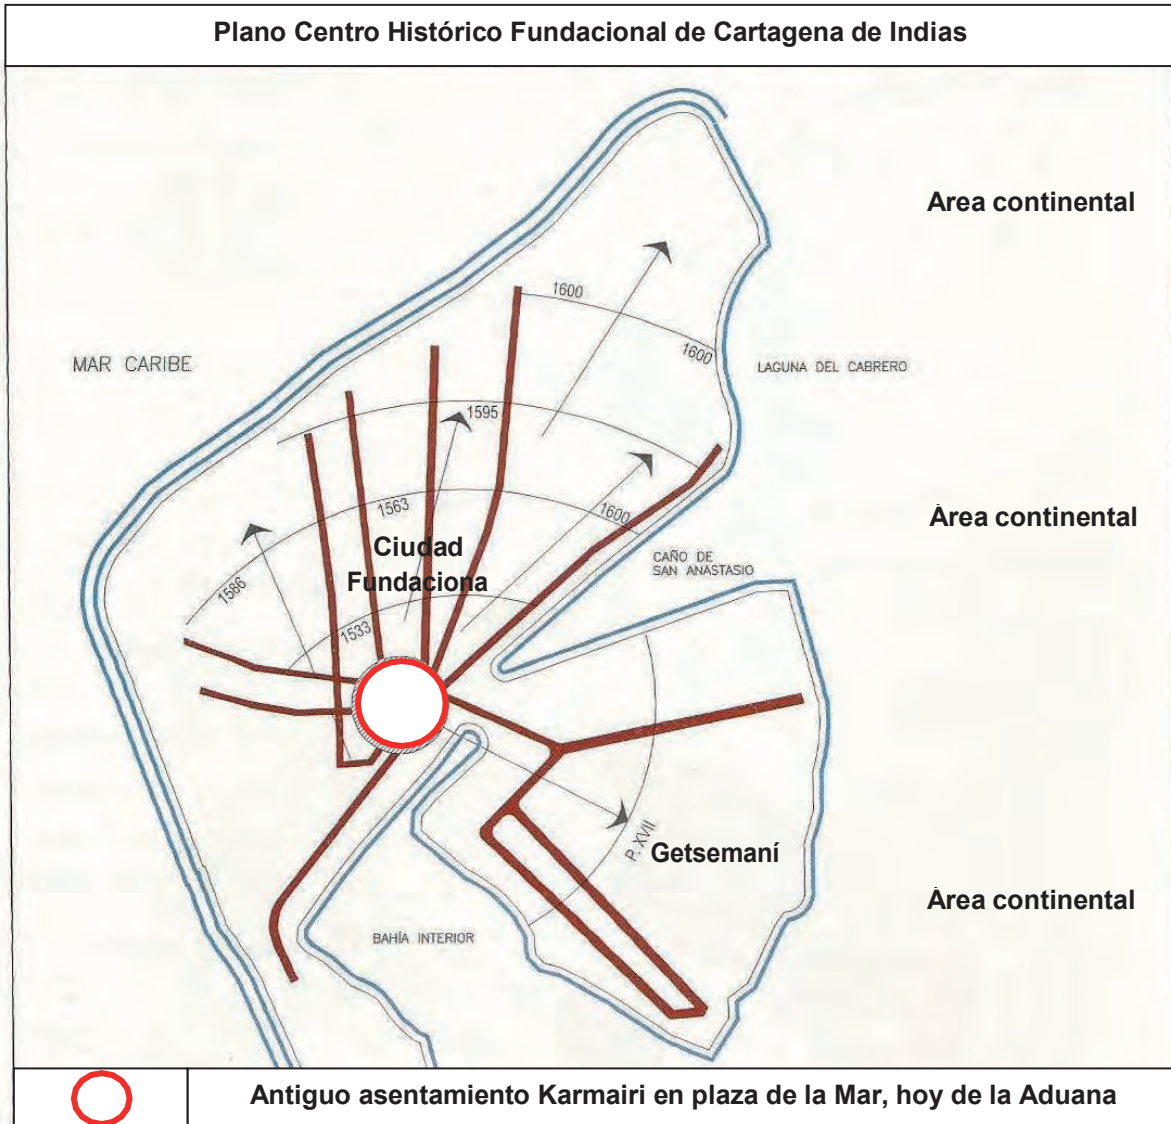 Plano Centro Histórico Fundacional de Cartagena de Indias
Area continental
1600
MAR CARIBE
1600
LAGUNA DEL CABRERO
1595
1563
1600
Área continental
Ciudad
Fundaciona
CAÑO DE
SAN ANASTASIO
1586
1533
P. XVII
Getsemaní
Área continental
BAHÍA INTERIOR
Antiguo asentamiento Karmairi en plaza de la Mar, hoy de la Aduana